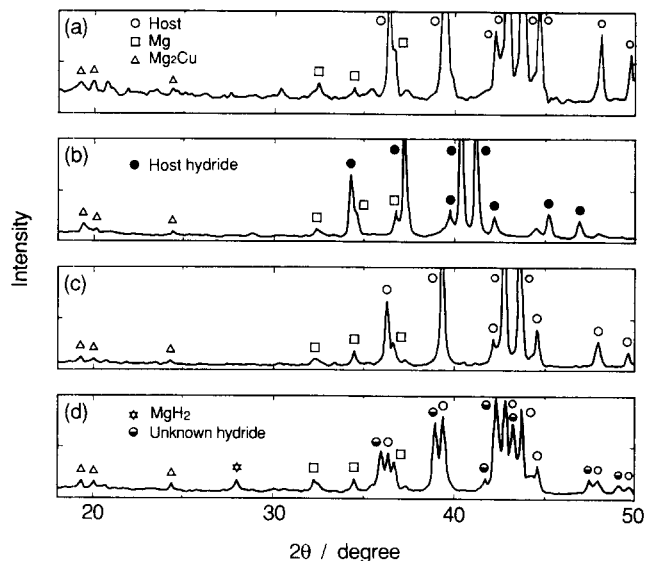 (a)
○ Host
□ Mg
△ Mg₂Cu
(b)
● Host hydride
(c)
(d)
MgH₂
Unknown hydride
Intensity
20 30 40 50
2θ / degree